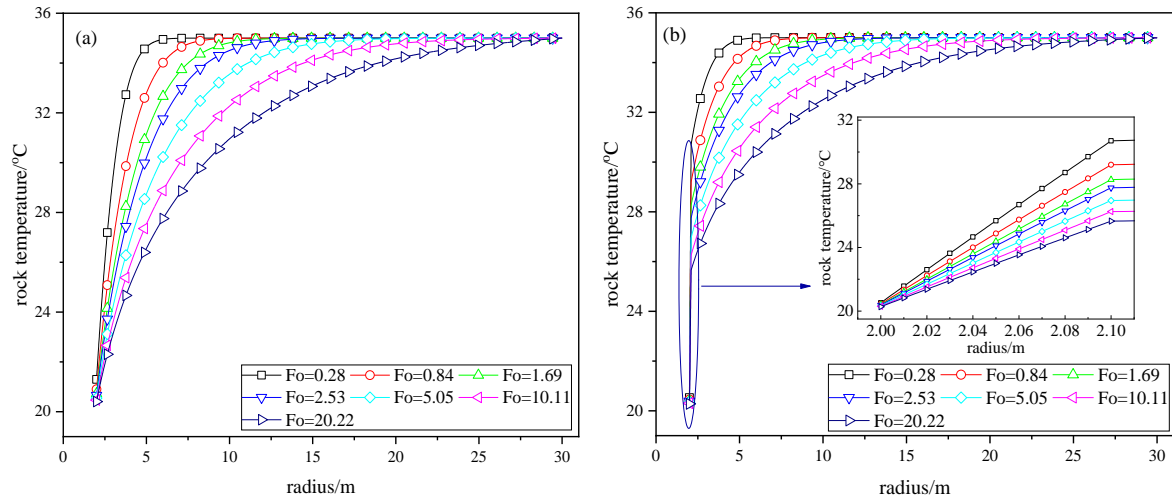 (a)
rock temperature/°C
36
32
28
24
20
0 5 10 15 20 25 30
radius/m
Fo=0.28 Fo=0.84 Fo=1.69
Fo=2.53 Fo=5.05 Fo=10.11
Fo=20.22
(b)
rock temperature/°C
36
32
28
24
20
0 5 10 15 20 25 30
radius/m
rock temperature/°C
32
28
24
20
2.00 2.02 2.04 2.06 2.08 2.10
radius/m
Fo=0.28 Fo=0.84 Fo=1.69
Fo=2.53 Fo=5.05 Fo=10.11
Fo=20.22